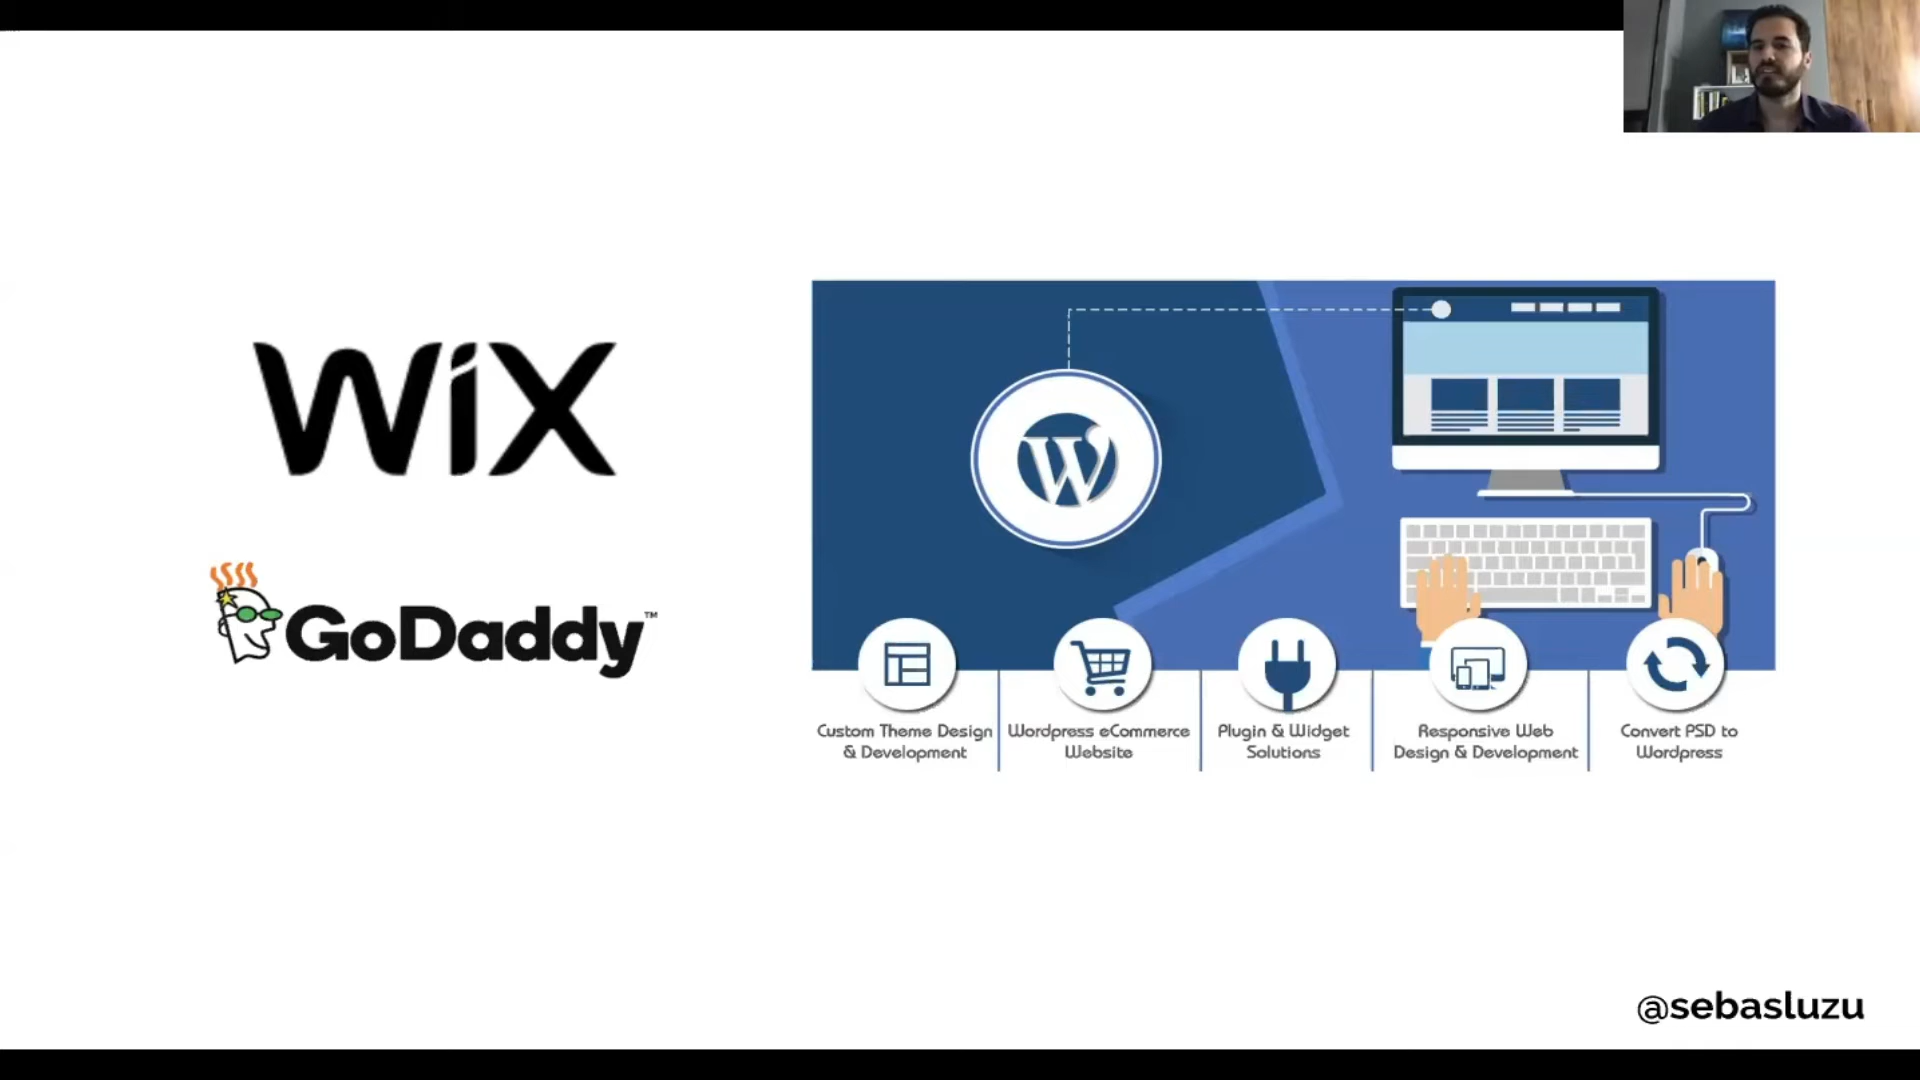 WiX
GoDaddy™
W
Custom Theme Design
& Development
Wordpress eCommerce
Website
Plugin & Widget
Solutions
Responsive Web
Design & Development
Convert PSD to
Wordpress
@sebasluzu